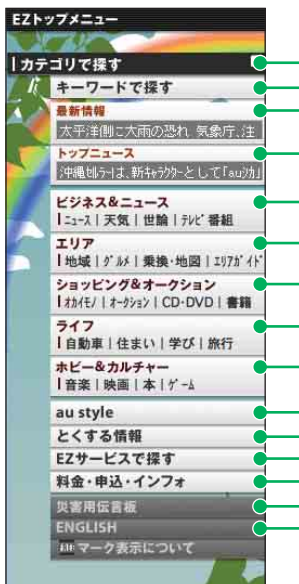 EZトップメニュー
カテゴリで探す
キーワードで探す
最新情報
太平洋側に大雨の恐れ 気象庁、注
トップニュース
沖縄セルラーは、新キャラクターとして「auシカ」
ビジネス&ニュース
ニュース|天気|世論|テレビ番組
エリア
地域|グルメ|乗換・地図|エリアガイド
ショッピング&オークション
オカイモノ|オークション|CD・DVD|書籍
ライフ
自動車|住まい|学び|旅行
ホビー&カルチャー
音楽|映画|本|ゲーム
au style
とくする情報
EZサービスで探す
料金・申込・インフォ
災害用伝言板
ENGLISH
マーク表示について